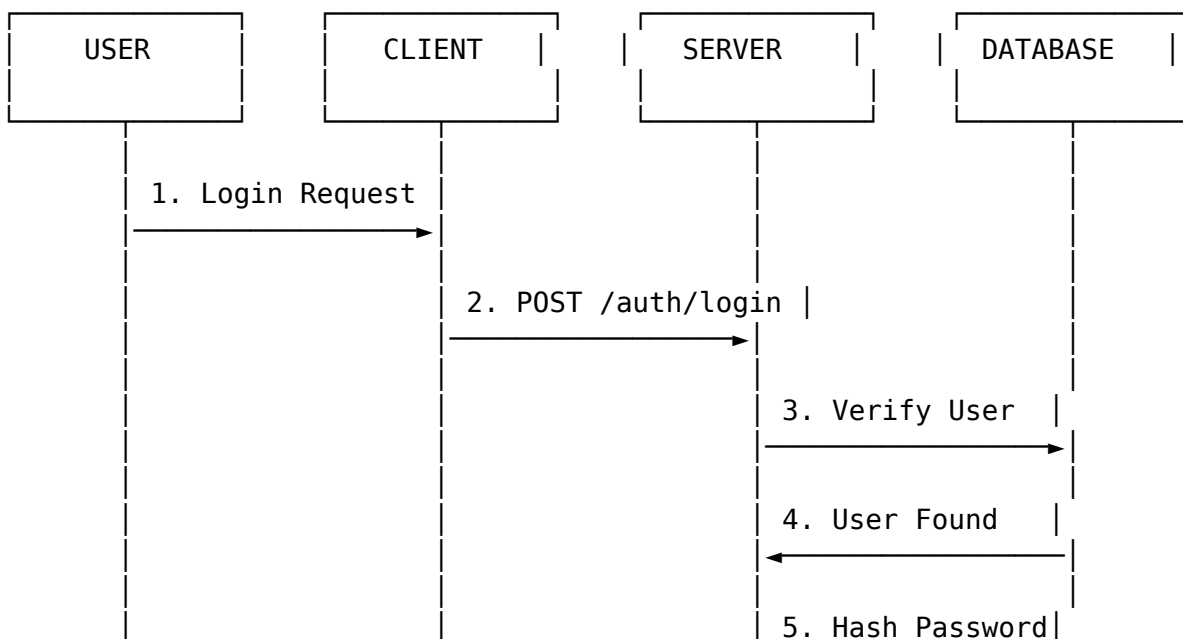 USER CLIENT SERVER DATABASE
1. Login Request
2. POST /auth/login
3. Verify User
4. User Found
5. Hash Password